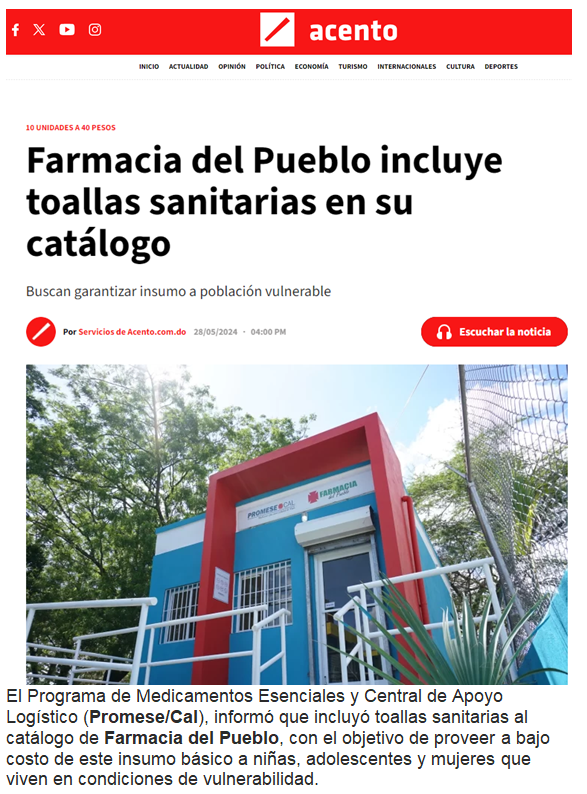 acento
INICIO ACTUALIDAD OPINIÓN POLÍTICA ECONOMÍA TURISMO INTERNACIONALES CULTURA DEPORTES
10 UNIDADES A 40 PESOS
Farmacia del Pueblo incluye
toallas sanitarias en su
catálogo
Buscan garantizar insumo a población vulnerable
Por Servicios de Acento.com.do 28/05/2024 · 04:00 PM
Escuchar la noticia
PROMESE CAL
FARMACIA
del Pueblo
El Programa de Medicamentos Esenciales y Central de Apoyo
Logístico (Promese/Cal), informó que incluyó toallas sanitarias al
catálogo de Farmacia del Pueblo, con el objetivo de proveer a bajo
costo de este insumo básico a niñas, adolescentes y mujeres que
viven en condiciones de vulnerabilidad.